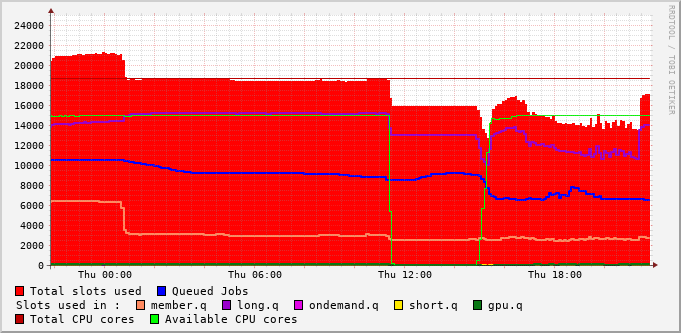 24000
22000
20000
18000
16000
14000
12000
10000
8000
6000
4000
2000
0
Thu 00:00 Thu 06:00 Thu 12:00 Thu 18:00
RRDTOOL / TOBI OETIKER
Total slots used Queued Jobs
Slots used in : member.q long.q ondemand.q short.q gpu.q
Total CPU cores Available CPU cores